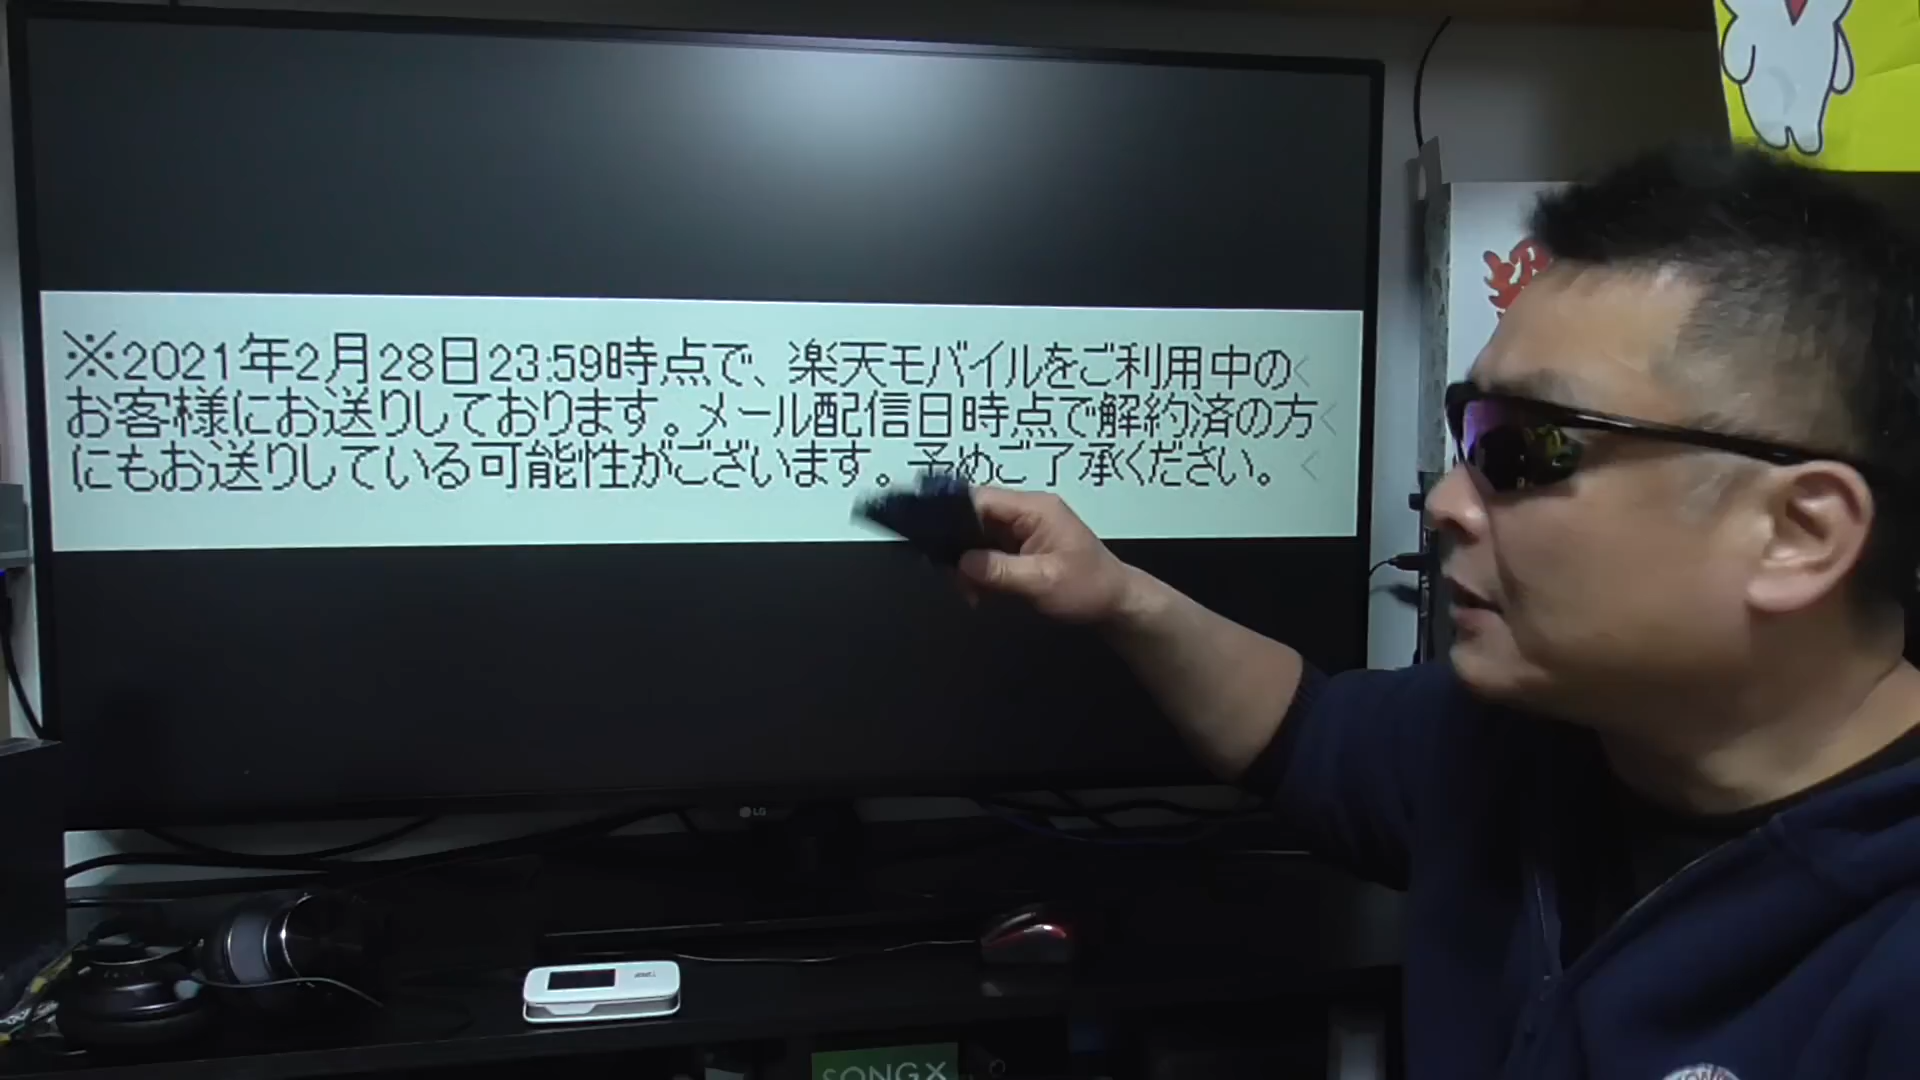 ※2021年2月28日23:59時点で、楽天モバイルをご利用中の<
お客様にお送りしております。メール配信日時点で解約済の方<
にもお送りしている可能性がございます。予めご了承ください。<
LG
SONGX